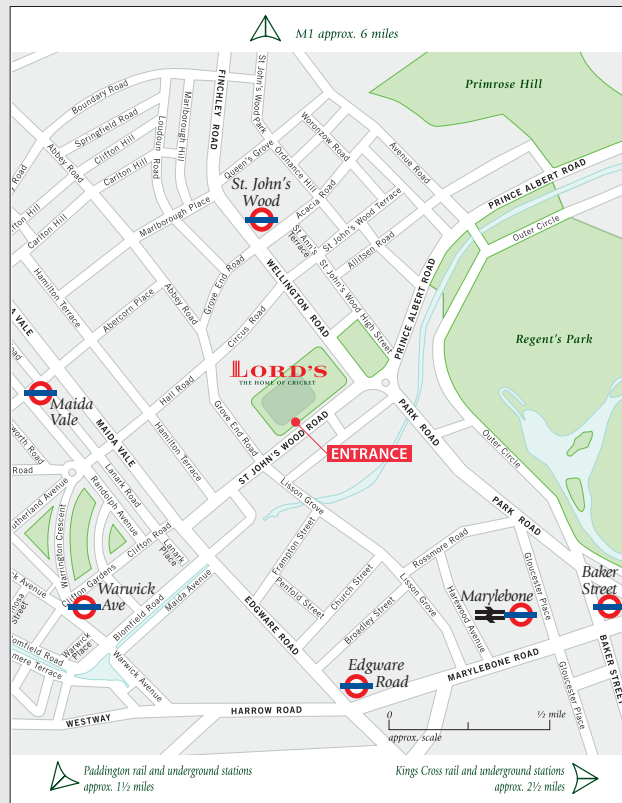 M1 approx. 6 miles
Primrose Hill
St. John's Wood Park
FINCHLEY ROAD
Boundary Road
Marlborough Hill
Loudoun Road
Springfield Road
Clifton Hill
Carlton Hill
Abbey Road
Road
Woronzow Road
Queen's Grove
Ordnance Hill
Avenue Road
PRINCE ALBERT ROAD
St. John's
Wood
Acacia Road
Marlborough Place
St John's Wood Terrace
St Ann's
Terrace
Allitsen Road
Outer Circle
Carlton Hill
Hamilton Terrace
Abercorn Place
Abbey Road
Grove End Road
WELLINGTON ROAD
St John's Wood High Street
PRINCE ALBERT ROAD
Circus Road
Regent's Park
LORD'S
THE HOME OF CRICKET
Hall Road
Maida
Vale
MAIDA VALE
Hamilton Terrace
Grove End Road
ST JOHN'S WOOD ROAD
ENTRANCE
PARK ROAD
Outer Circle
Road
Lanark Road
Randolph Avenue
Warrington Crescent
Clifton Road
Lanark
Place
Lisson Grove
PARK ROAD
Frampton Street
Rossmore Road
Clifton Gardens
Warwick
Ave
Maida Avenue
Blomfield Road
Penfold Street
Church Street
Lisson Grove
Harewood Avenue
Gloucester Place
Marylebone
Baker
Street
EDGWARE ROAD
Broadley Street
Warwick
Place
Warwick Avenue
Edgware
Road
MARYLEBONE ROAD
Gloucester Place
BAKER STREET
WESTWAY
HARROW ROAD
0
½ mile
approx. scale
Paddington rail and underground stations
approx. 1½ miles
Kings Cross rail and underground stations
approx. 2½ miles